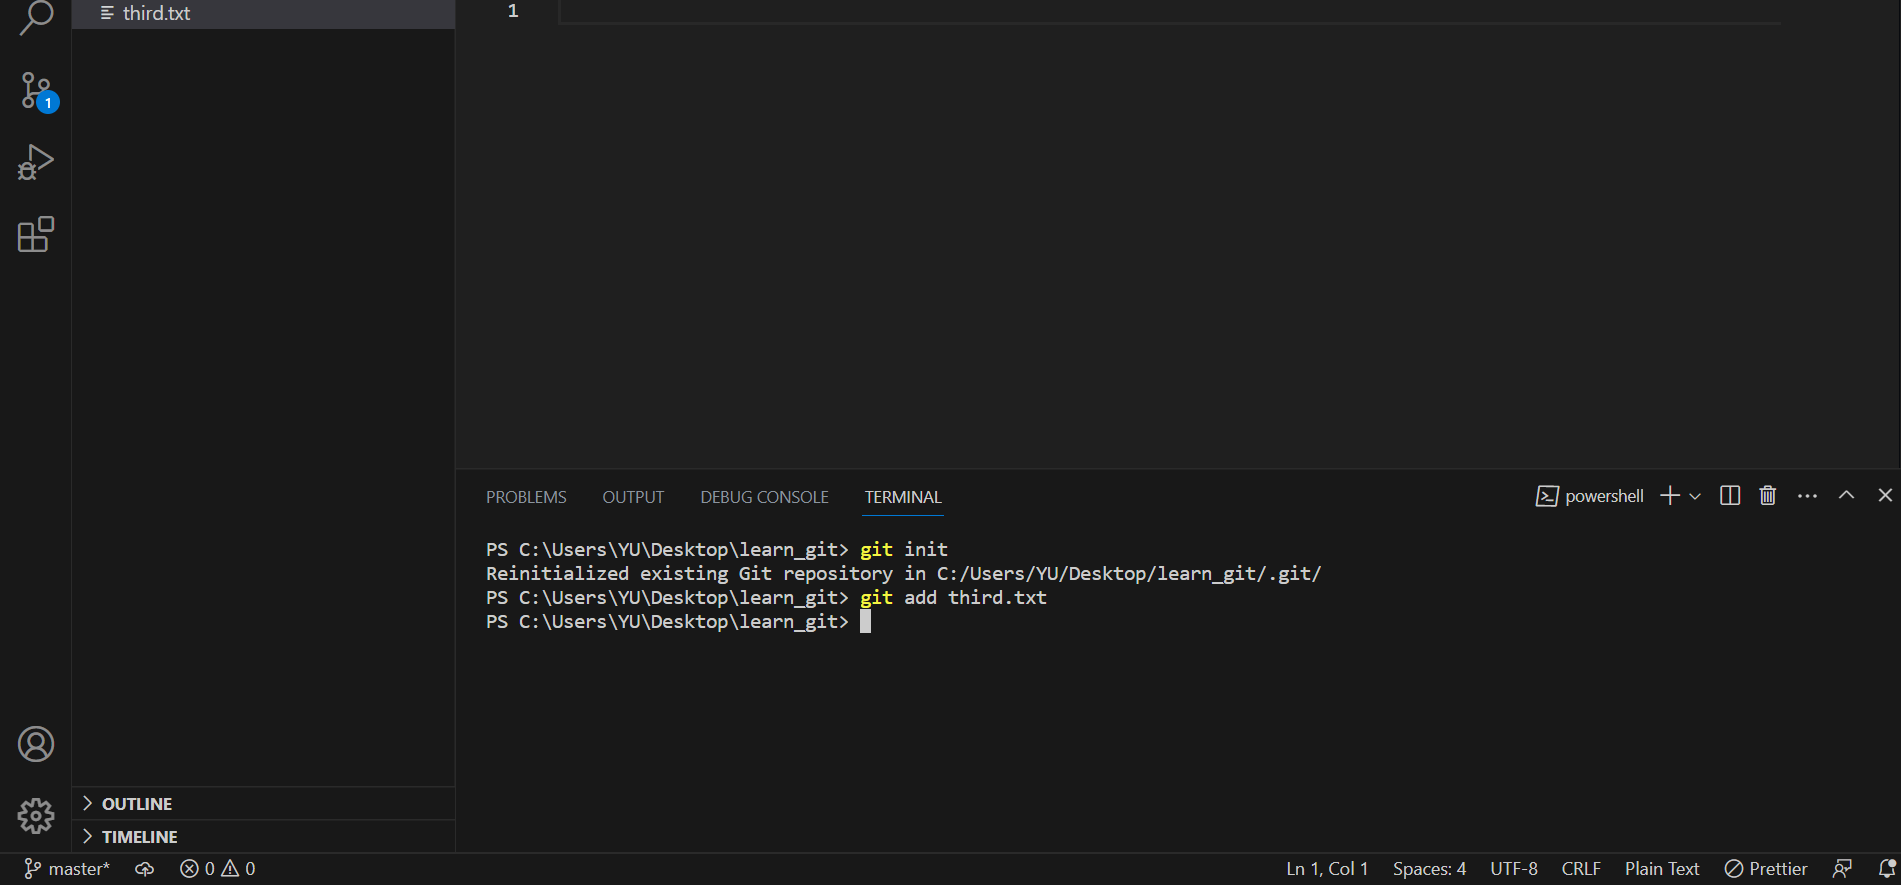 third.txt
1
1
PROBLEMS OUTPUT DEBUG CONSOLE TERMINAL
powershell
PS C:\Users\YU\Desktop\learn_git> git init
Reinitialized existing Git repository in C:/Users/YU/Desktop/learn_git/.git/
PS C:\Users\YU\Desktop\learn_git> git add third.txt
PS C:\Users\YU\Desktop\learn_git>
OUTLINE
TIMELINE
master* 0 0 Ln 1, Col 1 Spaces: 4 UTF-8 CRLF Plain Text Prettier